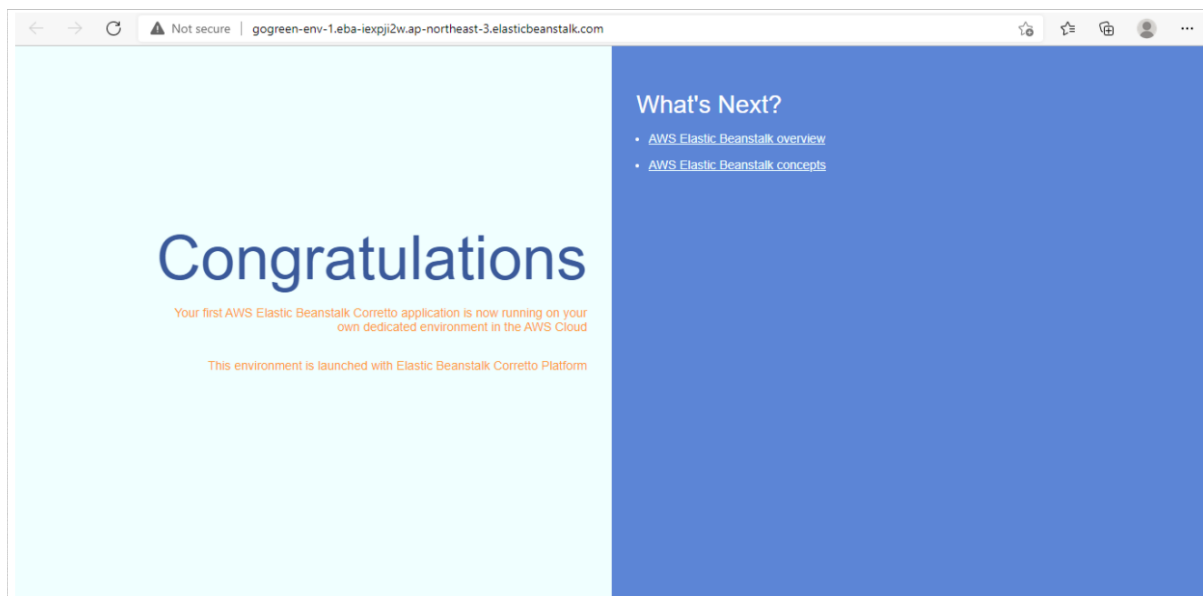 Not secure | gogreen-env-1.eba-iexpji2w.ap-northeast-3.elasticbeanstalk.com
Congratulations
Your first AWS Elastic Beanstalk Corretto application is now running on your
own dedicated environment in the AWS Cloud
This environment is launched with Elastic Beanstalk Corretto Platform
What's Next?
• AWS Elastic Beanstalk overview
• AWS Elastic Beanstalk concepts